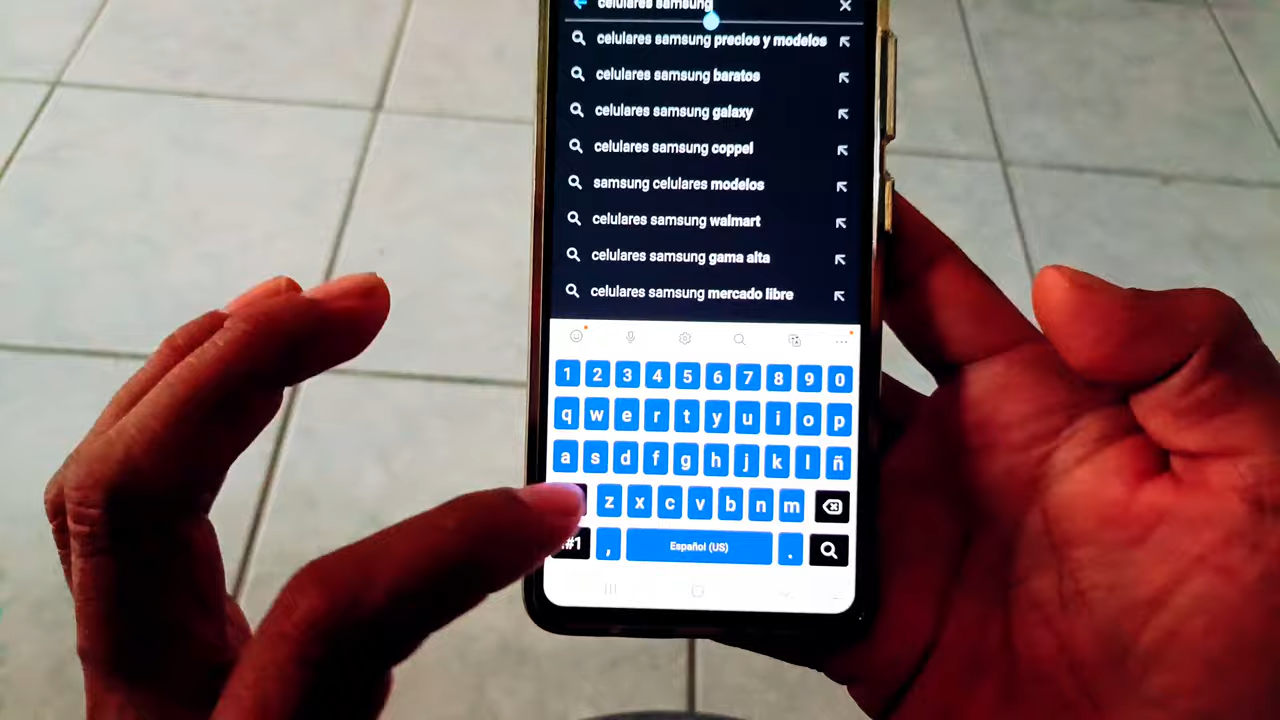 celulares samsung
celulares samsung precios y modelos
celulares samsung baratos
celulares samsung galaxy
celulares samsung coppel
samsung celulares modelos
celulares samsung walmart
celulares samsung gama alta
celulares samsung mercado libre
1 2 3 4 5 6 7 8 9 0
q w e r t y u i o p
a s d f g h j k l ñ
z x c v b n m
#1 , Español (US) .